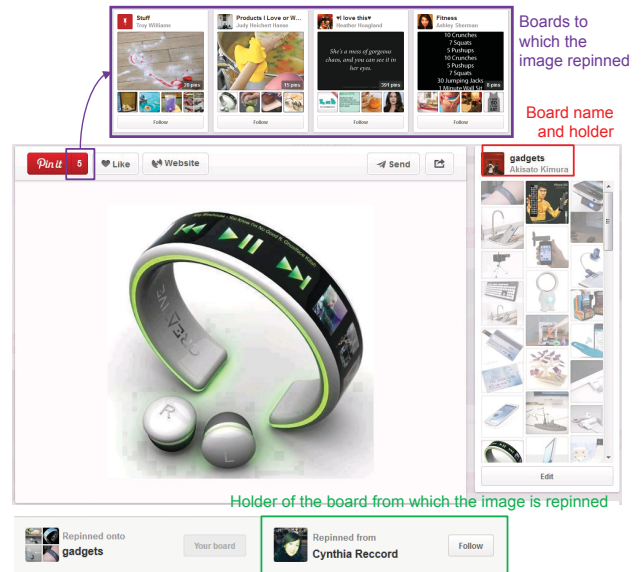 Stuff
Troy Williams
Products I Love or W...
Judy Heichert Hamm
♥I love this♥
Heather Hoagland
Fitness
Ashley Sherman
She's a mess of gorgeous
chaos, and you can see it in
her eyes.
10 Crunches
7 Squats
5 Pushups
10 Crunches
5 Pushups
7 Squats
30 Jumping Jacks
1 Minute Wall Sit
15 pins
391 pins
8 pins
Follow
Follow
Follow
Follow
Boards to
which the
image repinned
Board name
and holder
Pin it 5
Like
Website
Send
gadgets
Akisato Kimura
R
L
Edit
Holder of the board from which the image is repinned
Repinned onto
gadgets
Your board
Repinned from
Cynthia Reccord
Follow